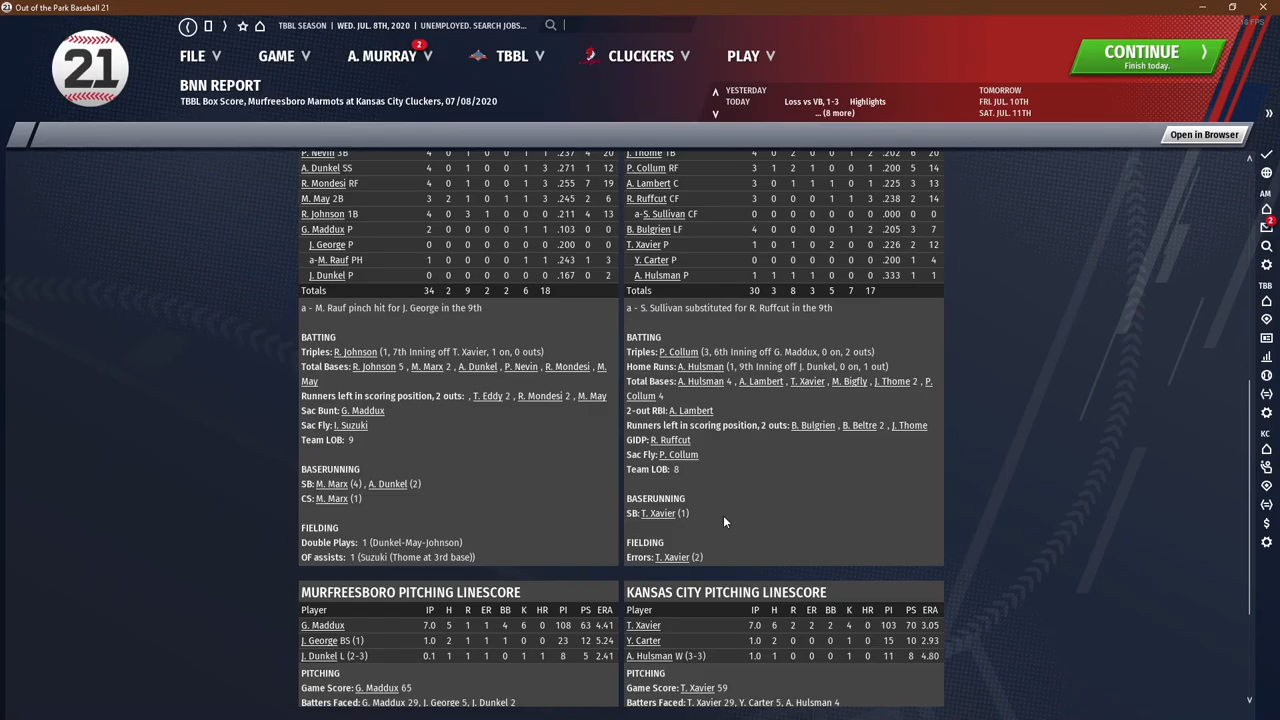 Out of the Park Baseball 21
TBBL SEASON | WED. JUL. 8TH, 2020 | UNEMPLOYED. SEARCH JOBS...
21
FILE GAME A. MURRAY 2 TBBL CLUCKERS PLAY
CONTINUE
Finish today.
BNN REPORT
TBBL Box Score, Murfreesboro Marmots at Kansas City Cluckers, 07/08/2020
YESTERDAY
TODAY Loss vs VB, 1-3 Highlights
... (8 more)
TOMORROW
FRI. JUL. 10TH
SAT. JUL. 11TH
Open in Browser
P. Nevin 3B 4 0 1 0 0 1 1 .237 4 20
A. Dunkel SS 4 0 1 0 0 1 3 .271 1 12
R. Mondesi RF 4 0 1 0 0 1 3 .255 7 19
M. May 2B 3 2 1 0 1 1 3 .245 2 6
R. Johnson 1B 4 0 3 1 0 0 0 .211 4 13
G. Maddux P 2 0 0 0 0 1 1 .103 0 0
J. George P 0 0 0 0 0 0 0 .200 0 0
a-M. Rauf PH 1 0 0 0 0 1 1 .243 1 3
J. Dunkel P 0 0 0 0 0 0 0 .167 0 2
Totals 34 2 9 2 2 6 18
a - M. Rauf pinch hit for J. George in the 9th
BATTING
Triples: R. Johnson (1, 7th Inning off T. Xavier, 1 on, 0 outs)
Total Bases: R. Johnson 5 , M. Marx 2 , A. Dunkel , P. Nevin , R. Mondesi , M.
May
Runners left in scoring position, 2 outs: , T. Eddy 2 , R. Mondesi 2 , M. May
Sac Bunt: G. Maddux
Sac Fly: I. Suzuki
Team LOB: 9
BASERUNNING
SB: M. Marx (4) , A. Dunkel (2)
CS: M. Marx (1)
FIELDING
Double Plays: 1 (Dunkel-May-Johnson)
OF assists: 1 (Suzuki (Thome at 3rd base))
J. Thome 1B 4 0 2 0 0 1 2 .202 6 20
P. Collum RF 3 1 2 1 0 0 0 .200 5 14
A. Lambert C 3 0 1 1 1 0 1 .225 3 13
R. Ruffcut CF 3 0 0 0 1 1 3 .238 2 14
a-S. Sullivan CF 0 0 0 0 0 0 0 .000 0 0
B. Bulgrien LF 4 0 0 0 0 1 2 .205 3 7
T. Xavier P 1 0 1 0 2 0 0 .226 2 12
Y. Carter P 0 0 0 0 0 0 0 .200 1 4
A. Hulsman P 1 1 1 1 0 0 0 .333 1 1
Totals 30 3 8 3 5 7 17
a - S. Sullivan substituted for R. Ruffcut in the 9th
BATTING
Triples: P. Collum (3, 6th Inning off G. Maddux, 0 on, 2 outs)
Home Runs: A. Hulsman (1, 9th Inning off J. Dunkel, 0 on, 1 out)
Total Bases: A. Hulsman 4 , A. Lambert , T. Xavier , M. Bigfly , J. Thome 2 , P.
Collum 4
2-out RBI: A. Lambert
Runners left in scoring position, 2 outs: B. Bulgrien , B. Beltre 2 , J. Thome
GIDP: R. Ruffcut
Sac Fly: P. Collum
Team LOB: 8
BASERUNNING
SB: T. Xavier (1)
FIELDING
Errors: T. Xavier (2)
MURFREESBORO PITCHING LINESCORE
Player IP H R ER BB K HR PI PS ERA
G. Maddux 7.0 5 1 1 4 6 0 108 63 4.41
J. George BS (1) 1.0 2 1 1 1 0 0 23 12 5.24
J. Dunkel L (2-3) 0.1 1 1 1 0 1 1 8 5 2.41
PITCHING
Game Score: G. Maddux 65
Batters Faced: G. Maddux 29, J. George 5, J. Dunkel 2
KANSAS CITY PITCHING LINESCORE
Player IP H R ER BB K HR PI PS ERA
T. Xavier 7.0 6 2 2 2 4 0 103 70 3.05
Y. Carter 1.0 2 0 0 0 1 0 15 10 2.93
A. Hulsman W (3-3) 1.0 1 0 0 0 1 0 11 8 4.80
PITCHING
Game Score: T. Xavier 59
Batters Faced: T. Xavier 29, Y. Carter 5, A. Hulsman 4
AM
2
TBB
KC